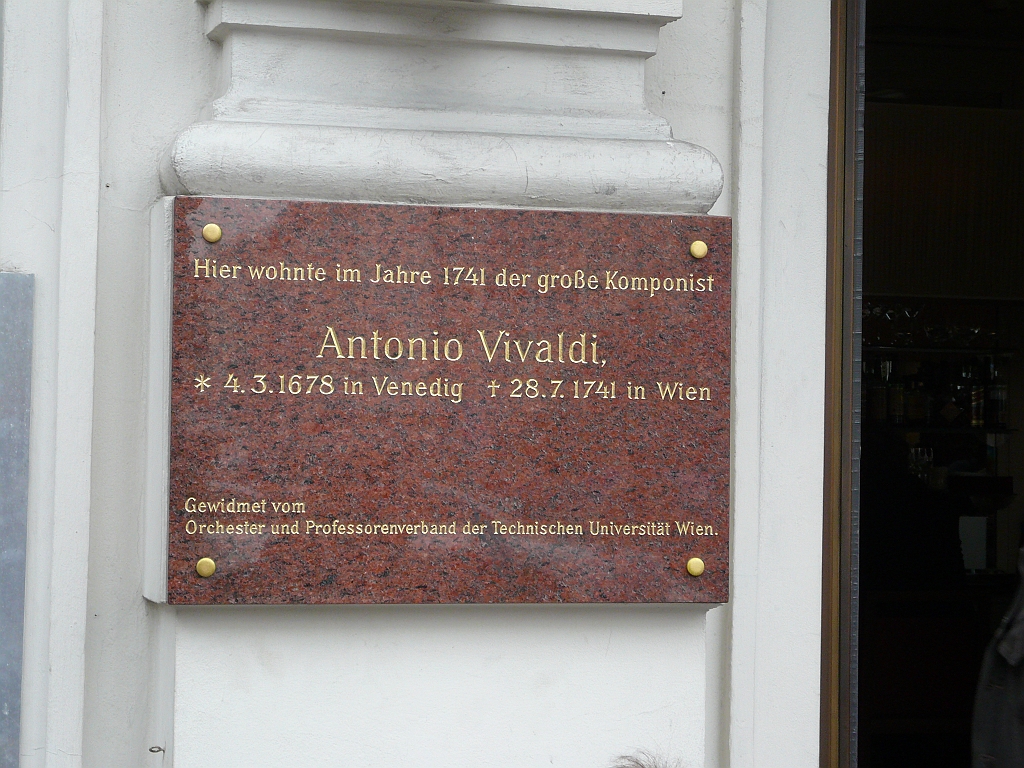 Hier wohnte im Jahre 1741 der große Komponist
Antonio Vivaldi,
* 4.3.1678 in Venedig † 28.7.1741 in Wien
Gewidmet vom
Orchester und Professorenverband der Technischen Universität Wien.